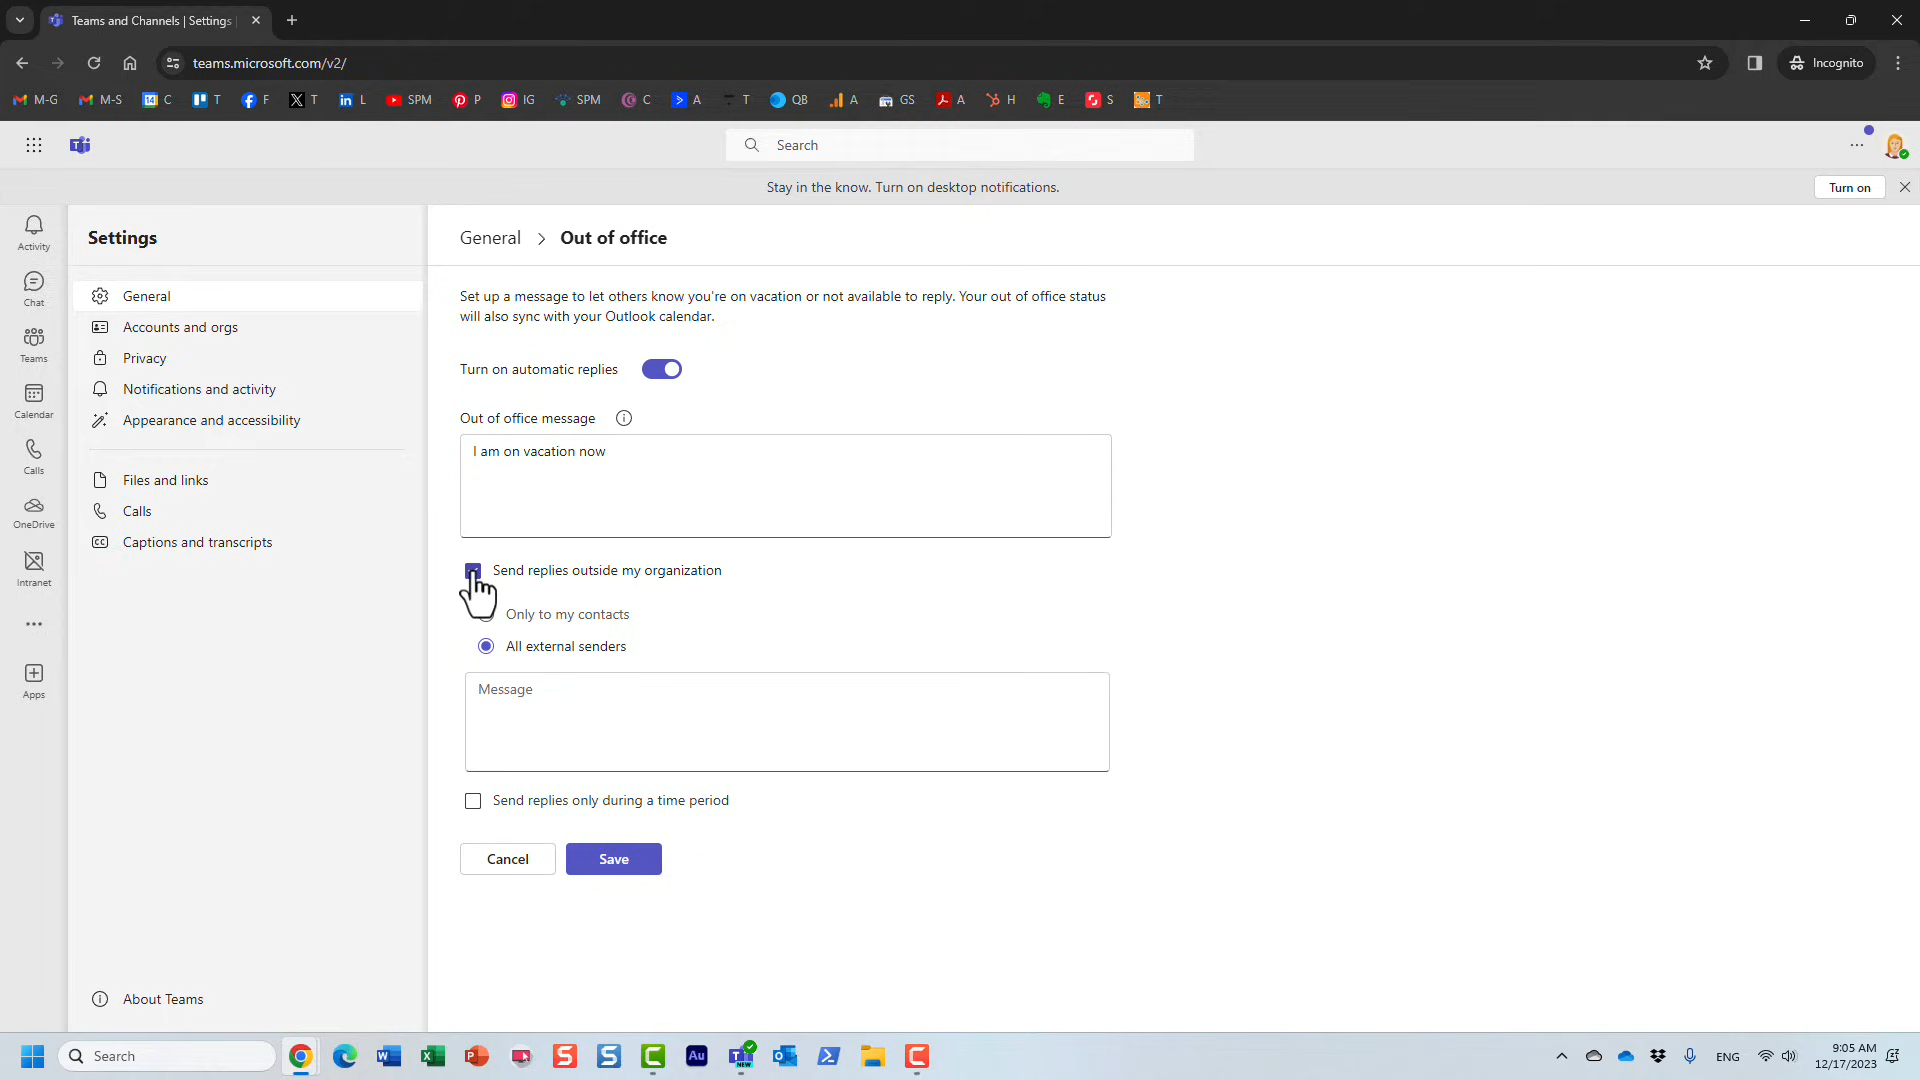 Teams and Channels | Settings
teams.microsoft.com/v2/
Incognito
M-G M-S C T F T L SPM P IG SPM C A T QB A GS A H E S T
Search
Stay in the know. Turn on desktop notifications.
Turn on
Activity
Chat
Teams
Calendar
Calls
OneDrive
Intranet
Apps
Settings
General
Accounts and orgs
Privacy
Notifications and activity
Appearance and accessibility
Files and links
Calls
Captions and transcripts
About Teams
General > Out of office
Set up a message to let others know you're on vacation or not available to reply. Your out of office status
will also sync with your Outlook calendar.
Turn on automatic replies
Out of office message
I am on vacation now
Send replies outside my organization
Only to my contacts
All external senders
Message
Send replies only during a time period
Cancel
Save
Search
ENG
9:05 AM
12/17/2023